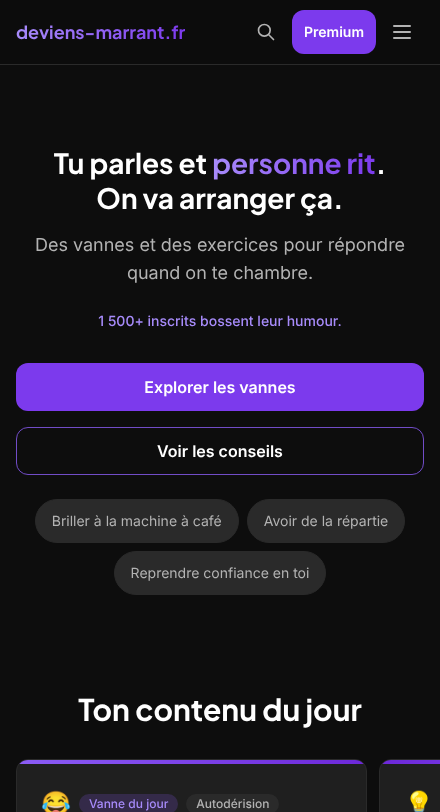 deviens-marrant.fr
Premium
Tu parles et personne rit.
On va arranger ça.
Des vannes et des exercices pour répondre
quand on te chambre.
1 500+ inscrits bossent leur humour.
Explorer les vannes
Voir les conseils
Briller à la machine à café
Avoir de la répartie
Reprendre confiance en toi
Ton contenu du jour
Vanne du jour
Autodérision